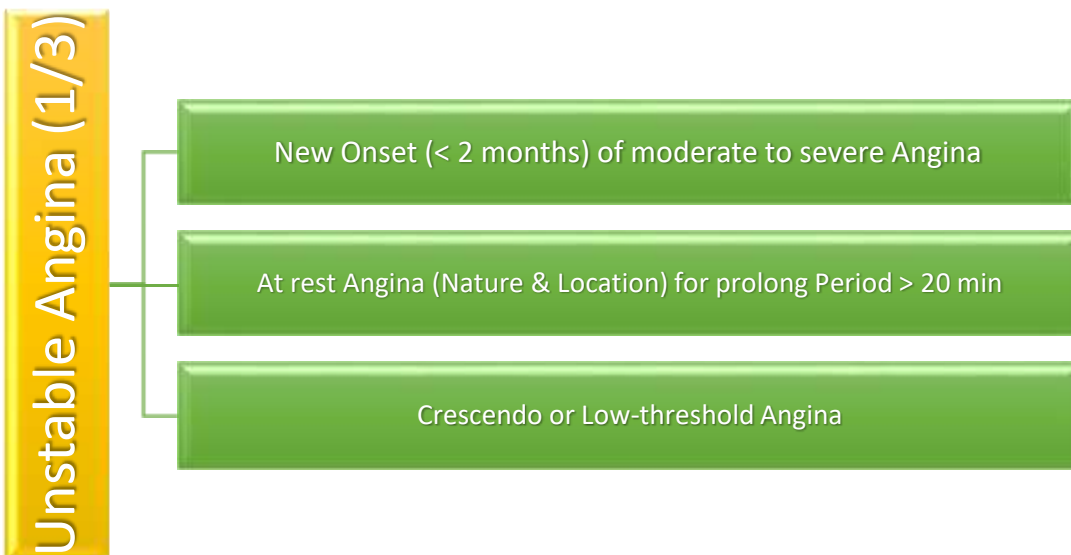 Unstable Angina (1/3)
New Onset (< 2 months) of moderate to severe Angina
At rest Angina (Nature & Location) for prolong Period > 20 min
Crescendo or Low-threshold Angina